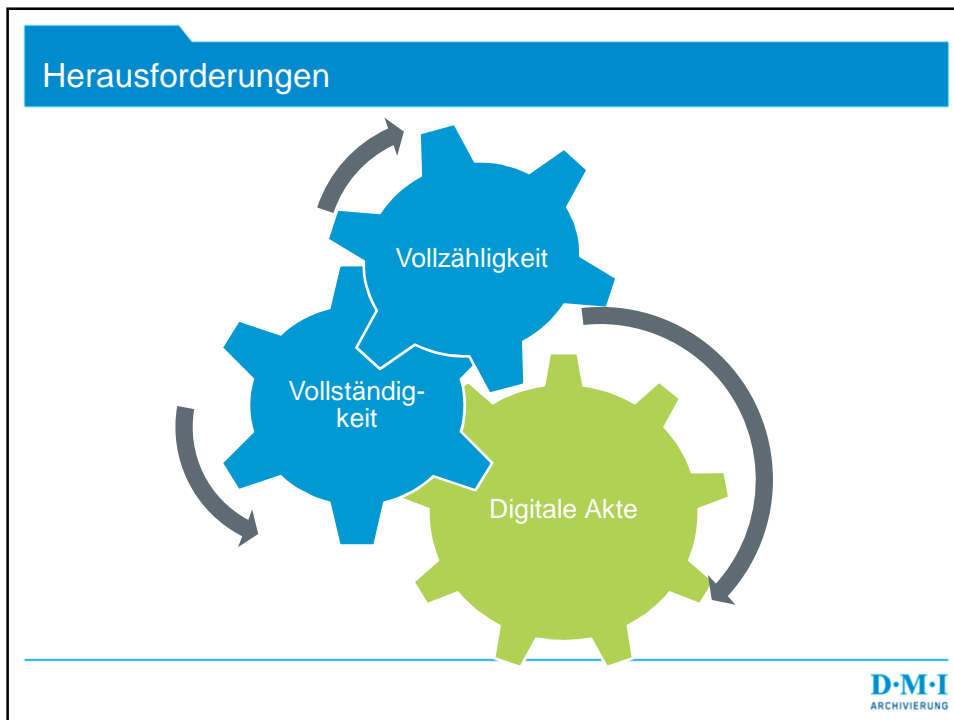 Herausforderungen
Vollzähligkeit
Vollständig-
keit
Digitale Akte
D·M·I
ARCHIVIERUNG